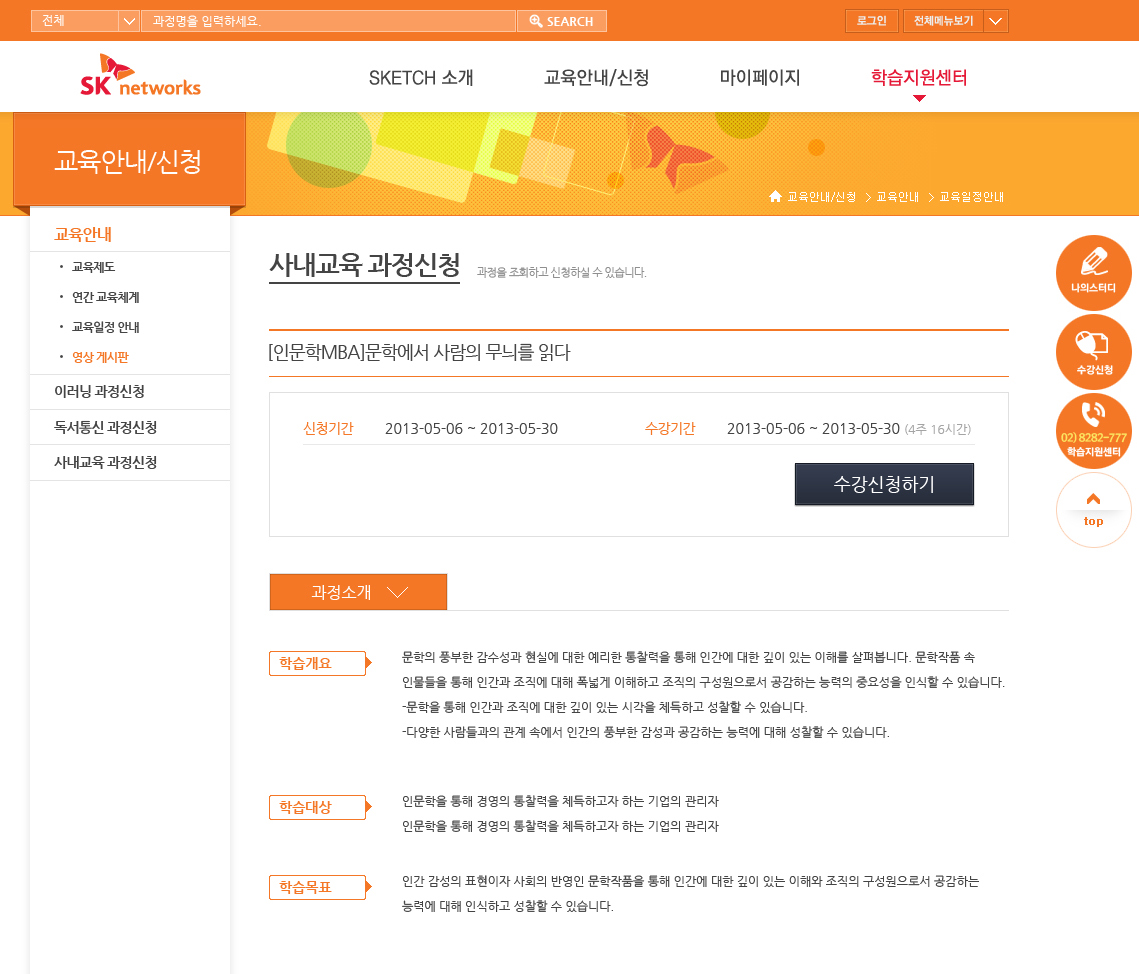 전체
과정명을 입력하세요.
SEARCH
로그인
전체메뉴보기
SK networks
SKETCH 소개
교육안내/신청
마이페이지
학습지원센터
교육안내/신청
교육안내/신청 > 교육안내 > 교육일정안내
교육안내
· 교육제도
· 연간 교육체계
· 교육일정 안내
· 영상 게시판
이러닝 과정신청
독서통신 과정신청
사내교육 과정신청
사내교육 과정신청
과정을 조회하고 신청하실 수 있습니다.
[인문학MBA]문학에서 사람의 무늬를 읽다
신청기간 2013-05-06 ~ 2013-05-30
수강기간 2013-05-06 ~ 2013-05-30 (4주 16시간)
수강신청하기
과정소개
학습개요
문학의 풍부한 감수성과 현실에 대한 예리한 통찰력을 통해 인간에 대한 깊이 있는 이해를 살펴봅니다. 문학작품 속
인물들을 통해 인간과 조직에 대해 폭넓게 이해하고 조직의 구성원으로서 공감하는 능력의 중요성을 인식할 수 있습니다.
-문학을 통해 인간과 조직에 대한 깊이 있는 시각을 체득하고 성찰할 수 있습니다.
-다양한 사람들과의 관계 속에서 인간의 풍부한 감성과 공감하는 능력에 대해 성찰할 수 있습니다.
학습대상
인문학을 통해 경영의 통찰력을 체득하고자 하는 기업의 관리자
인문학을 통해 경영의 통찰력을 체득하고자 하는 기업의 관리자
학습목표
인간 감성의 표현이자 사회의 반영인 문학작품을 통해 인간에 대한 깊이 있는 이해와 조직의 구성원으로서 공감하는
능력에 대해 인식하고 성찰할 수 있습니다.
나의스터디
수강신청
02) 8282-777
학습지원센터
top